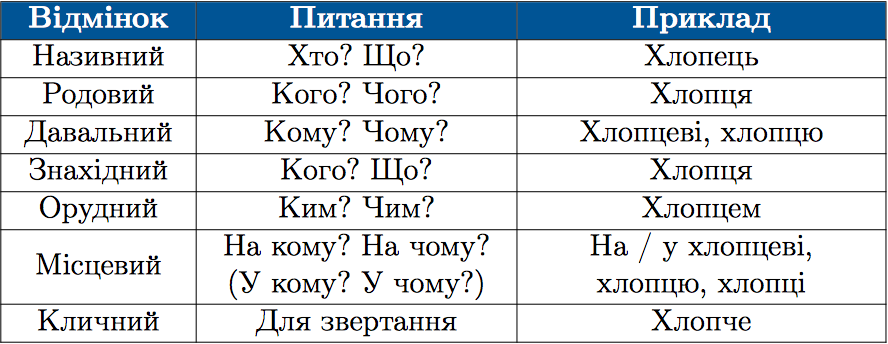 Відмінок Питання Приклад
Називний Хто? Що? Хлопець
Родовий Кого? Чого? Хлопця
Давальний Кому? Чому? Хлопцеві, хлопцю
Знахідний Кого? Що? Хлопця
Орудний Ким? Чим? Хлопцем
Місцевий На кому? На чому? На / у хлопцеві,
(У кому? У чому?) хлопцю, хлопці
Кличний Для звертання Хлопче